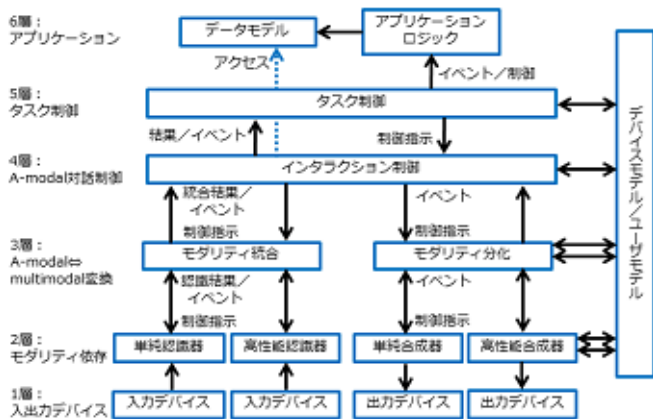 6層：
アプリケーション
データモデル
アプリケーション
ロジック
アクセス
イベント／制御
5層：
タスク制御
タスク制御
結果／イベント
制御指示
4層：
A-modal対話制御
インタラクション制御
統合結果／
イベント
制御指示
イベント
制御指示
3層：
A-modal⇔
multimodal変換
モダリティ統合
モダリティ分化
認識結果／
イベント
制御指示
イベント
制御指示
2層：
モダリティ依存
単純認識器
高性能認識器
単純合成器
高性能合成器
1層：
入出力デバイス
入力デバイス
入力デバイス
出力デバイス
出力デバイス
デバイスモデル／ユーザモデル